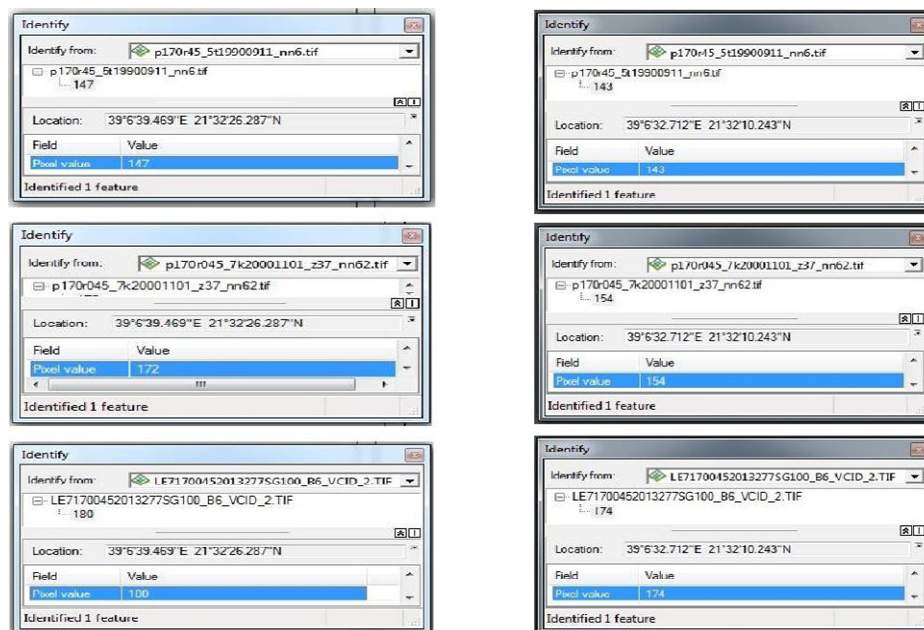 Identify
Identify from: p170r45_5t19900911_nn6.tif
p170r45_5t19900911_nn6.tif
147
Location: 39°6'39.469"E 21°32'26.287"N
Field Value
Pixel value 147
Identified 1 feature
Identify
Identify from: p170r45_5t19900911_nn6.tif
p170r45_5t19900911_nn6.tif
143
Location: 39°6'32.712"E 21°32'10.243"N
Field Value
Pixel value 143
Identified 1 feature
Identify
Identify from: p170r045_7k20001101_z37_nn62.tif
p170r045_7k20001101_z37_nn62.tif
Location: 39°6'39.469"E 21°32'26.287"N
Field Value
Pixel value 172
Identified 1 feature
Identify
Identify from: p170r045_7k20001101_z37_nn62.tif
p170r045_7k20001101_z37_nn62.tif
154
Location: 39°6'32.712"E 21°32'10.243"N
Field Value
Pixel value 154
Identified 1 feature
Identify
Identify from: LE71700452013277SG100_B6_VCID_2.TIF
LE71700452013277SG100_B6_VCID_2.TIF
180
Location: 39°6'39.469"E 21°32'26.287"N
Field Value
Pixel value
Identified 1 feature
Identify
Identify from: LE71700452013277SG100_B6_VCID_2.TIF
LE71700452013277SG100_B6_VCID_2.TIF
174
Location: 39°6'32.712"E 21°32'10.243"N
Field Value
Pixel value 174
Identified 1 feature